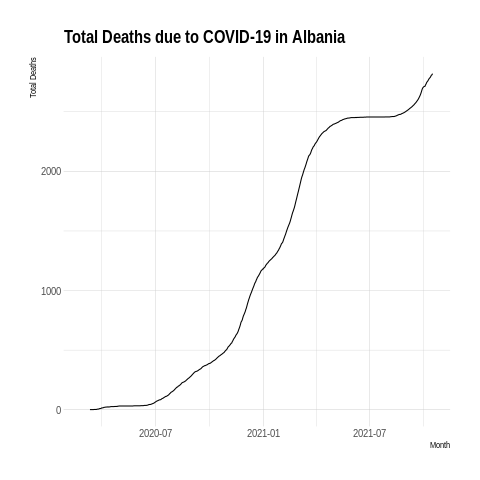 Total Deaths due to COVID-19 in Albania
Total Deaths
2000
1000
0
2020-07 2021-01 2021-07
Month